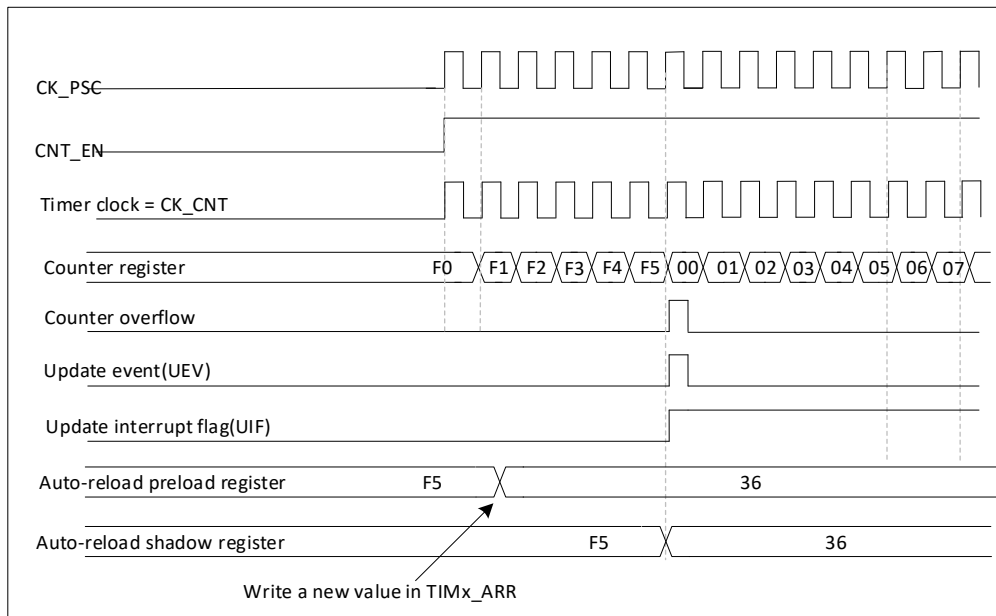 CK_PSC
CNT_EN
Timer clock = CK_CNT
Counter register F0 F1 F2 F3 F4 F5 00 01 02 03 04 05 06 07
Counter overflow
Update event(UEV)
Update interrupt flag(UIF)
Auto-reload preload register F5 36
Auto-reload shadow register F5 36
Write a new value in TIMx_ARR